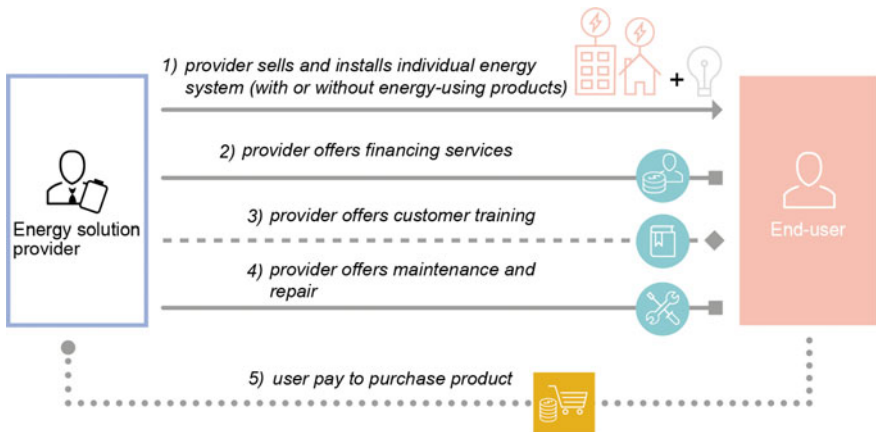 1) provider sells and installs individual energy
system (with or without energy-using products)
+
2) provider offers financing services
Energy solution
provider
3) provider offers customer training
End-user
4) provider offers maintenance and
repair
5) user pay to purchase product